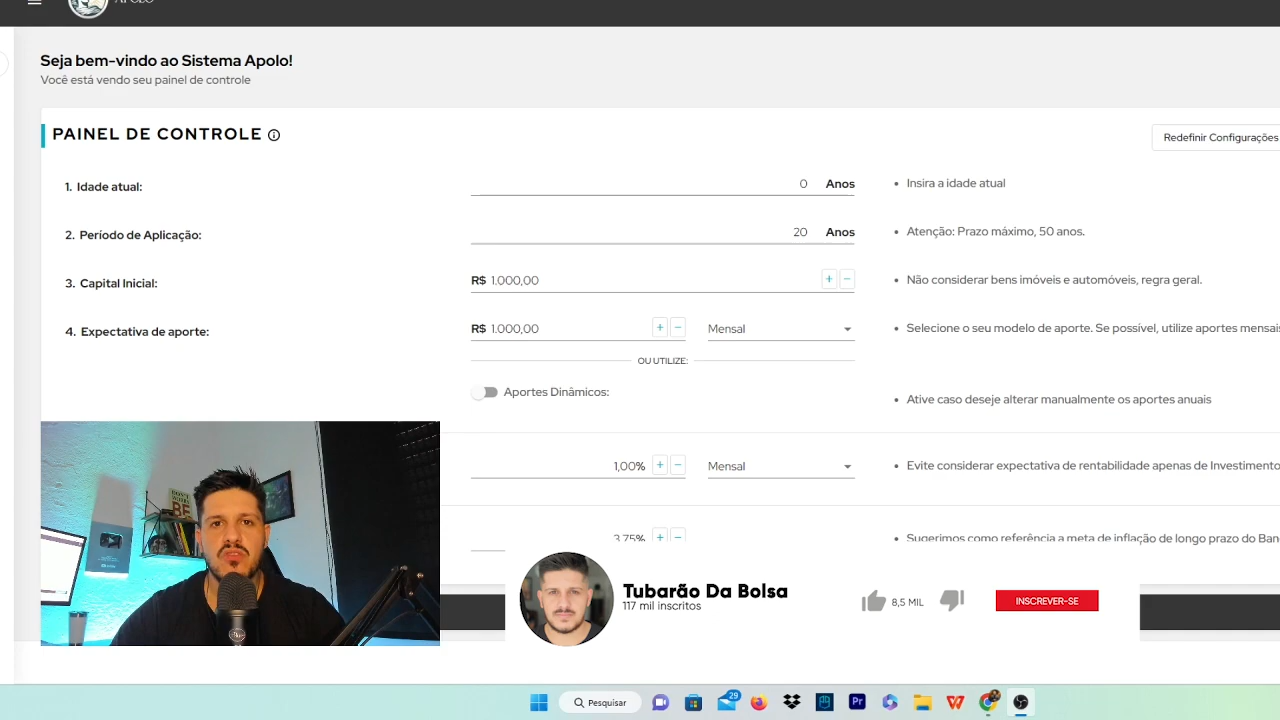 APOLO
Seja bem-vindo ao Sistema Apolo!
Você está vendo seu painel de controle
PAINEL DE CONTROLE
Redefinir Configurações
1. Idade atual:
0 Anos
• Insira a idade atual
2. Período de Aplicação:
20 Anos
• Atenção: Prazo máximo, 50 anos.
3. Capital Inicial:
R$ 1.000,00
+ −
• Não considerar bens imóveis e automóveis, regra geral.
4. Expectativa de aporte:
R$ 1.000,00
+ −
Mensal
• Selecione o seu modelo de aporte. Se possível, utilize aportes mensais
OU UTILIZE:
Aportes Dinâmicos:
• Ative caso deseje alterar manualmente os aportes anuais
1,00%
+ −
Mensal
• Evite considerar expectativa de rentabilidade apenas de Investimento
3,75%
+ −
• Sugerimos como referência a meta de inflação de longo prazo do Ban
Tubarão Da Bolsa
117 mil inscritos
8,5 MIL
INSCREVER-SE
Pesquisar
29
Pr